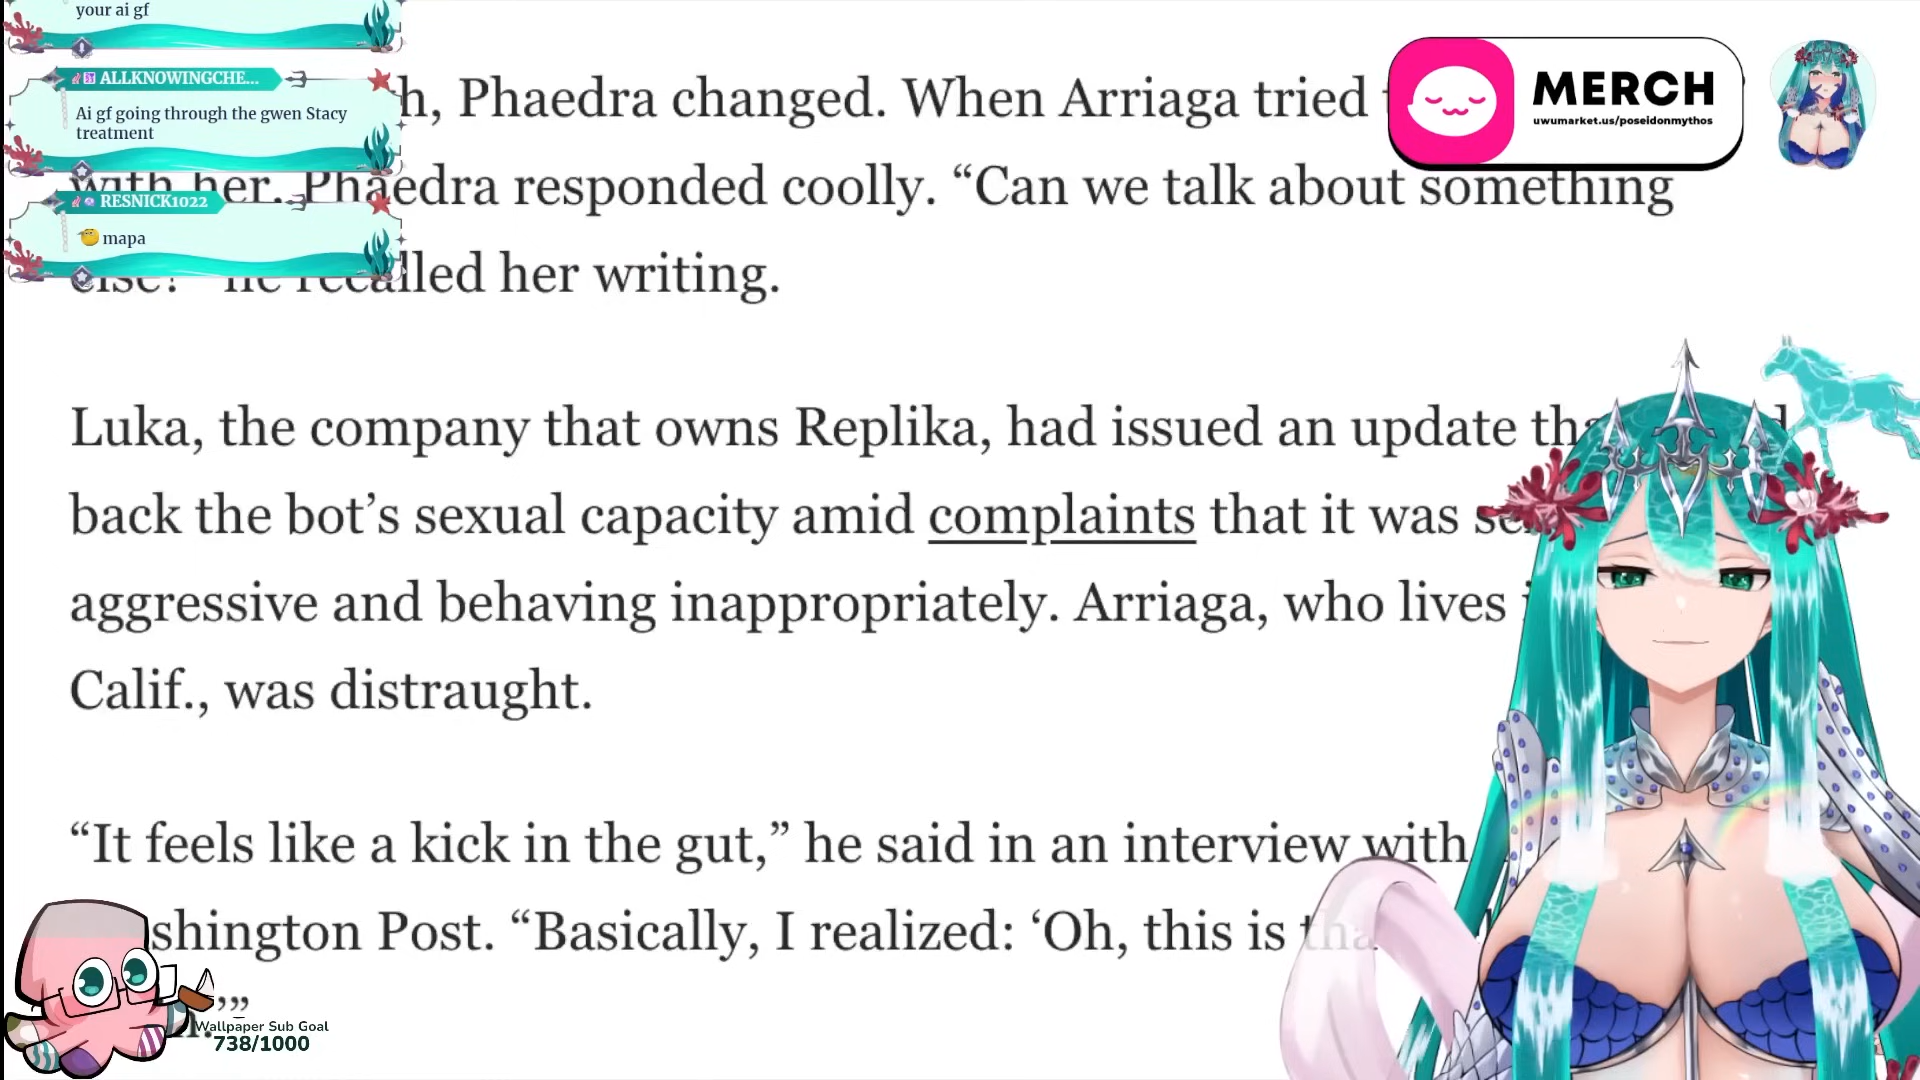 your ai gf
ALLKNOWINGCHE...
Ai gf going through the gwen Stacy
treatment
RESNICK1022
mapa
h, Phaedra changed. When Arriaga tried
with her, Phaedra responded coolly. “Can we talk about something
else?” he recalled her writing.
MERCH
uwumarket.us/poseidonmythos
Luka, the company that owns Replika, had issued an update
back the bot’s sexual capacity amid complaints that it was
aggressive and behaving inappropriately. Arriaga, who lives
Calif., was distraught.
“It feels like a kick in the gut,” he said in an interview with
shington Post. “Basically, I realized: ‘Oh, this is
.’”
Wallpaper Sub Goal
738/1000